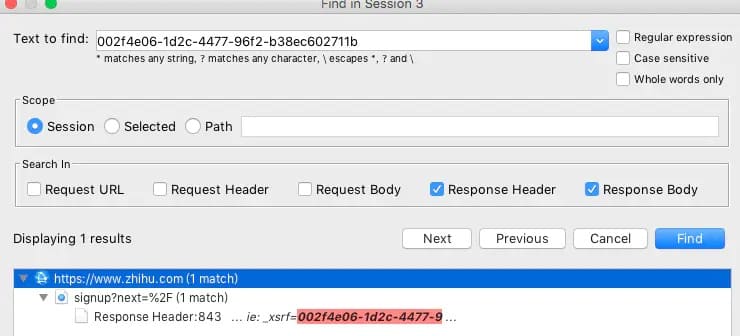 Find in Session 3
Text to find: 002f4e06-1d2c-4477-96f2-b38ec602711b
Regular expression
* matches any string, ? matches any character, \ escapes *, ? and \
Case sensitive
Whole words only
Scope
Session Selected Path
Search In
Request URL Request Header Request Body Response Header Response Body
Displaying 1 results Next Previous Cancel Find
https://www.zhihu.com (1 match)
signup?next=%2F (1 match)
Response Header:843 ... ie: _xsrf=002f4e06-1d2c-4477-9 ...